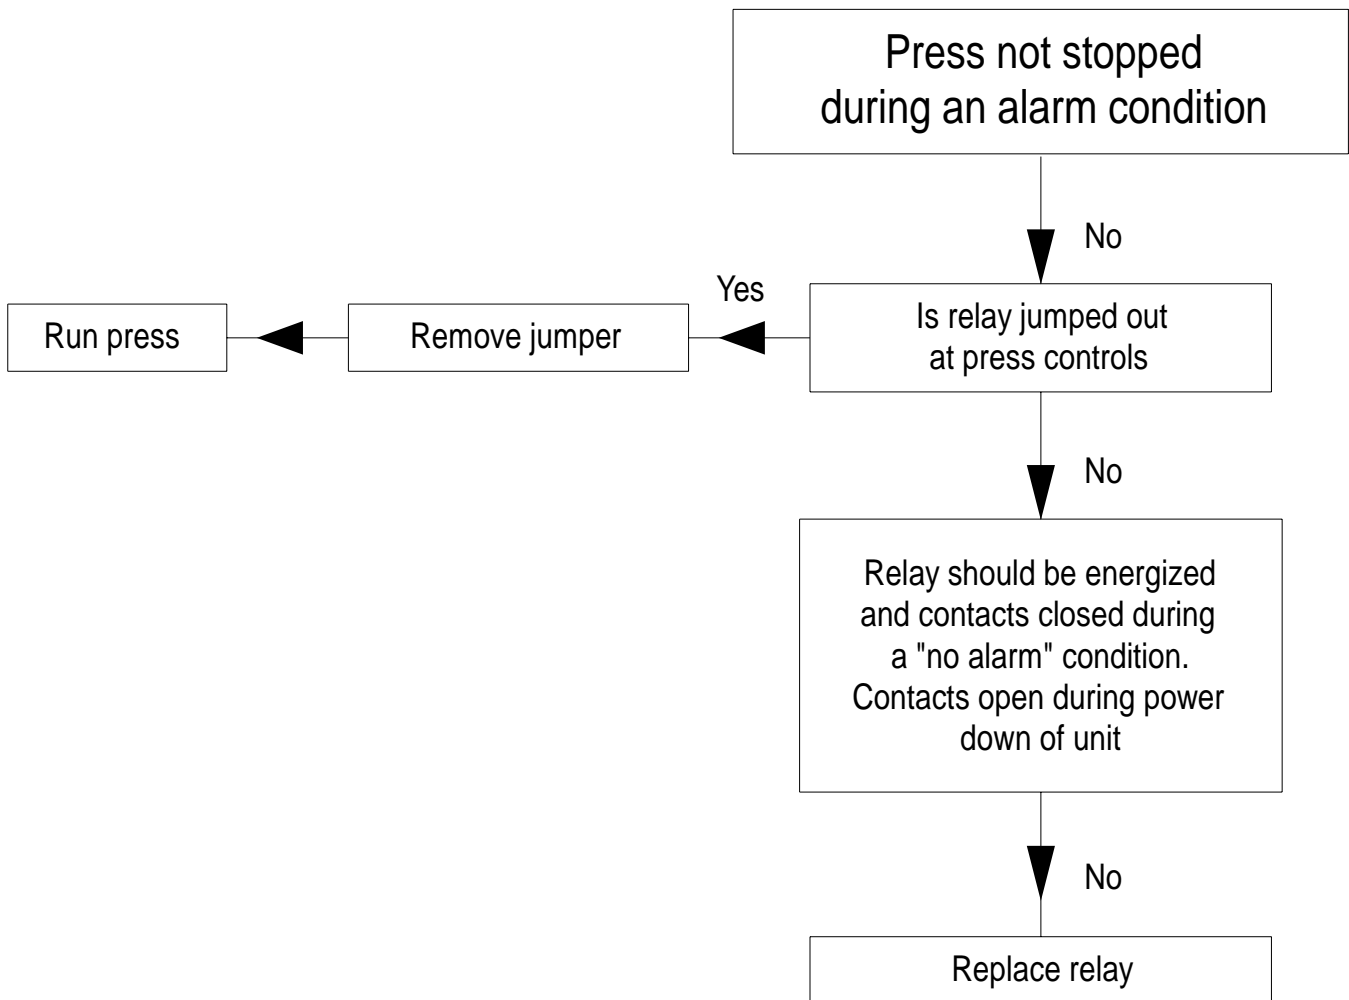 Press not stopped
during an alarm condition
No
Yes
Run press
Remove jumper
Is relay jumped out
at press controls
No
Relay should be energized
and contacts closed during
a "no alarm" condition.
Contacts open during power
down of unit
No
Replace relay